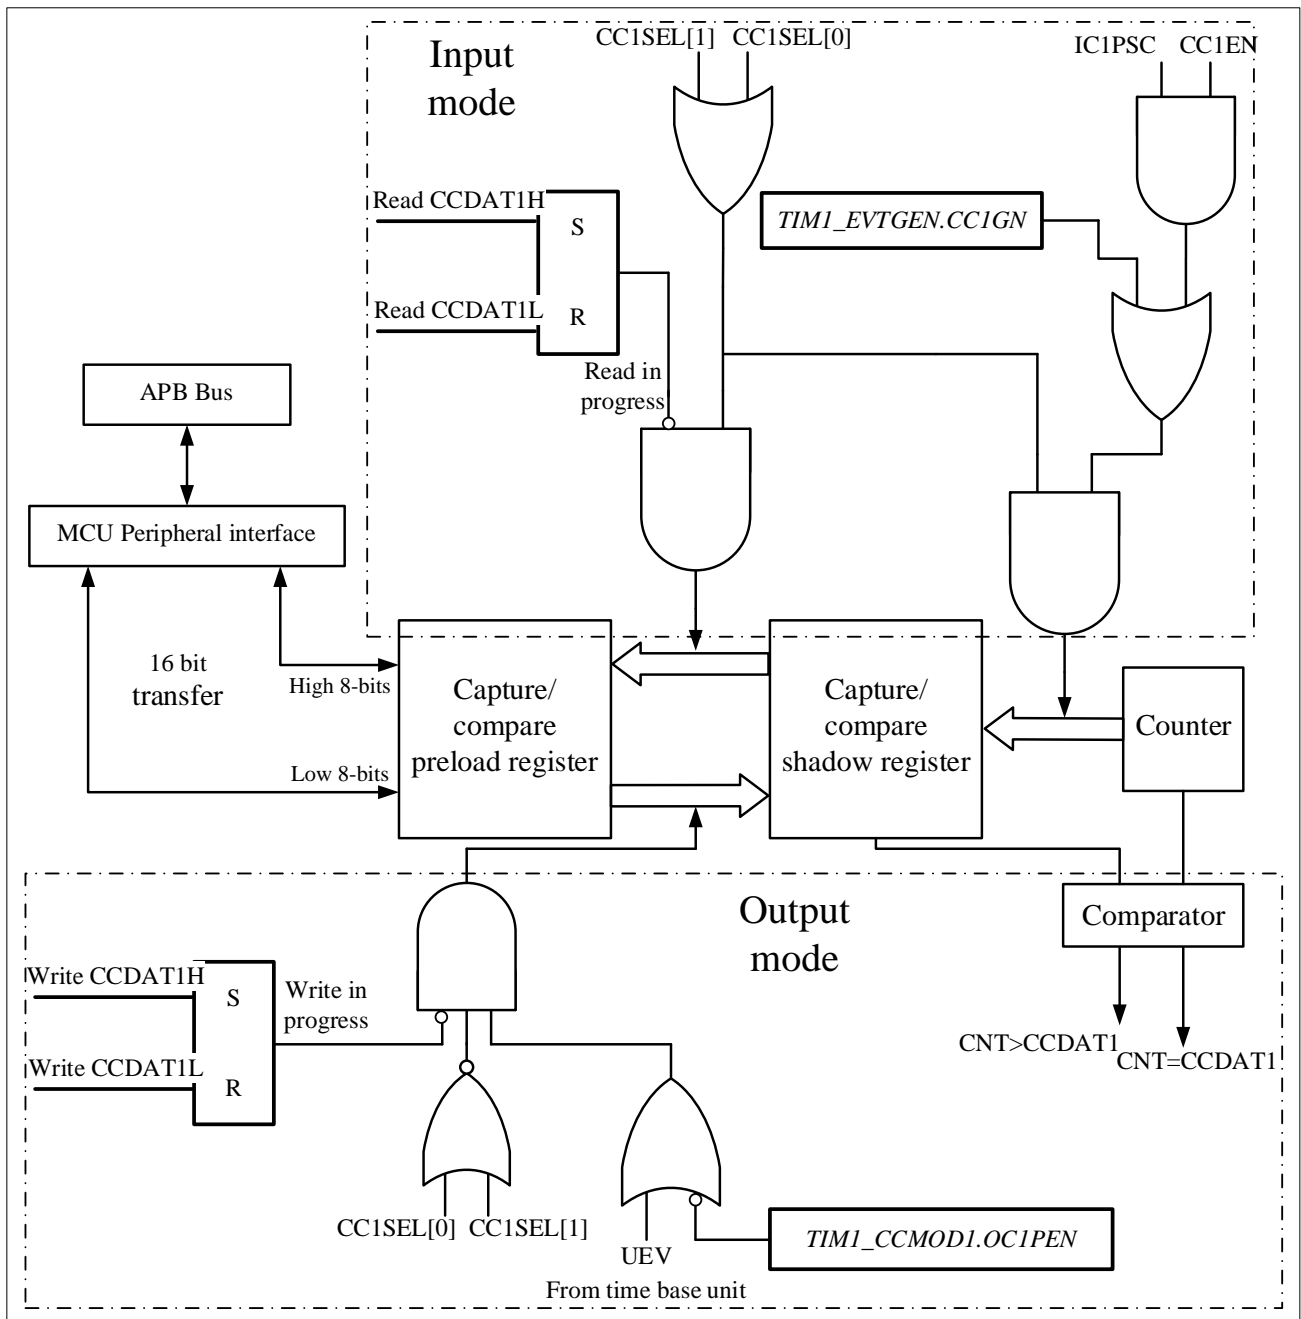 Input
mode
CC1SEL[1] CC1SEL[0]
IC1PSC CC1EN
Read CCDAT1H
S
TIM1_EVTGEN.CC1GN
Read CCDAT1L
R
Read in
progress
APB Bus
MCU Peripheral interface
16 bit
transfer
High 8-bits
Low 8-bits
Capture/
compare
preload register
Capture/
compare
shadow register
Counter
Output
mode
Comparator
Write CCDAT1H
S
Write in
progress
Write CCDAT1L
R
CNT>CCDAT1
CNT=CCDAT1
CC1SEL[0] CC1SEL[1]
UEV
TIM1_CCMOD1.OC1PEN
From time base unit